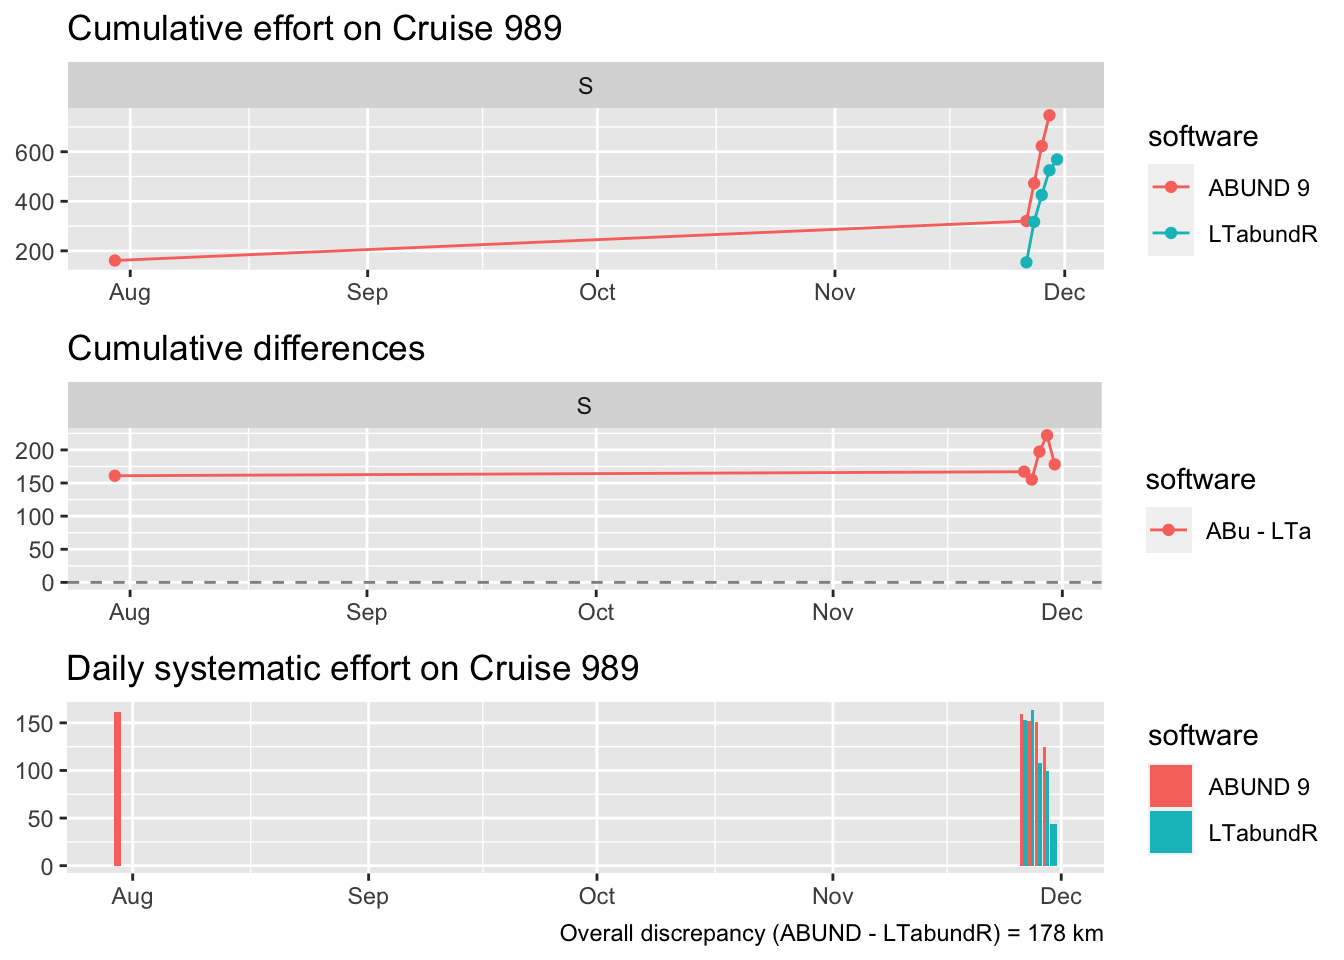 Cumulative effort on Cruise 989
S
600
400
200
Aug Sep Oct Nov Dec
software
ABUND 9
LTabundR
Cumulative differences
S
200
150
100
50
0
Aug Sep Oct Nov Dec
software
ABu - LTa
Daily systematic effort on Cruise 989
150
100
50
0
Aug Sep Oct Nov Dec
software
ABUND 9
LTabundR
Overall discrepancy (ABUND - LTabundR) = 178 km